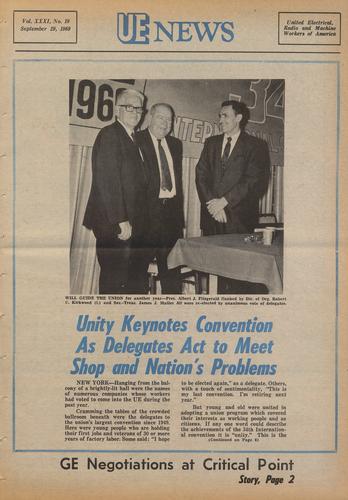 Vol. XXXI, No. 19
September 29, 1969
UE NEWS
United Electrical,
Radio and Machine
Workers of America
196
34
INTERN
WILL GUIDE THE UNION for another year—Pres. Albert J. Fitzgerald flanked by Dir. of Org. Robert
C. Kirkwood (l.) and Sec.-Treas. James J. Matles. All were re-elected by unanimous vote of delegates.
Unity Keynotes Convention
As Delegates Act to Meet
Shop and Nation's Problems
NEW YORK—Hanging from the bal-
cony of a brightly-lit hall were the names
of numerous companies whose workers
had voted to come into the UE during the
past year.
Cramming the tables of the crowded
ballroom beneath were the delegates to
the union's largest convention since 1949.
Here were young people who are holding
their first jobs and veterans of 30 or more
years of factory labor. Some said: "I hope
to be elected again," as a delegate. Others,
with a touch of sentimentality, "This is
my last convention. I'm retiring next
year."
But young and old were united in
adopting a union program which covered
their interests as working people and as
citizens. If any one word could describe
the achievements of the 34th Internation-
al convention it is "unity." This is the
(Continued on Page 6)
GE Negotiations at Critical Point
Story, Page 2